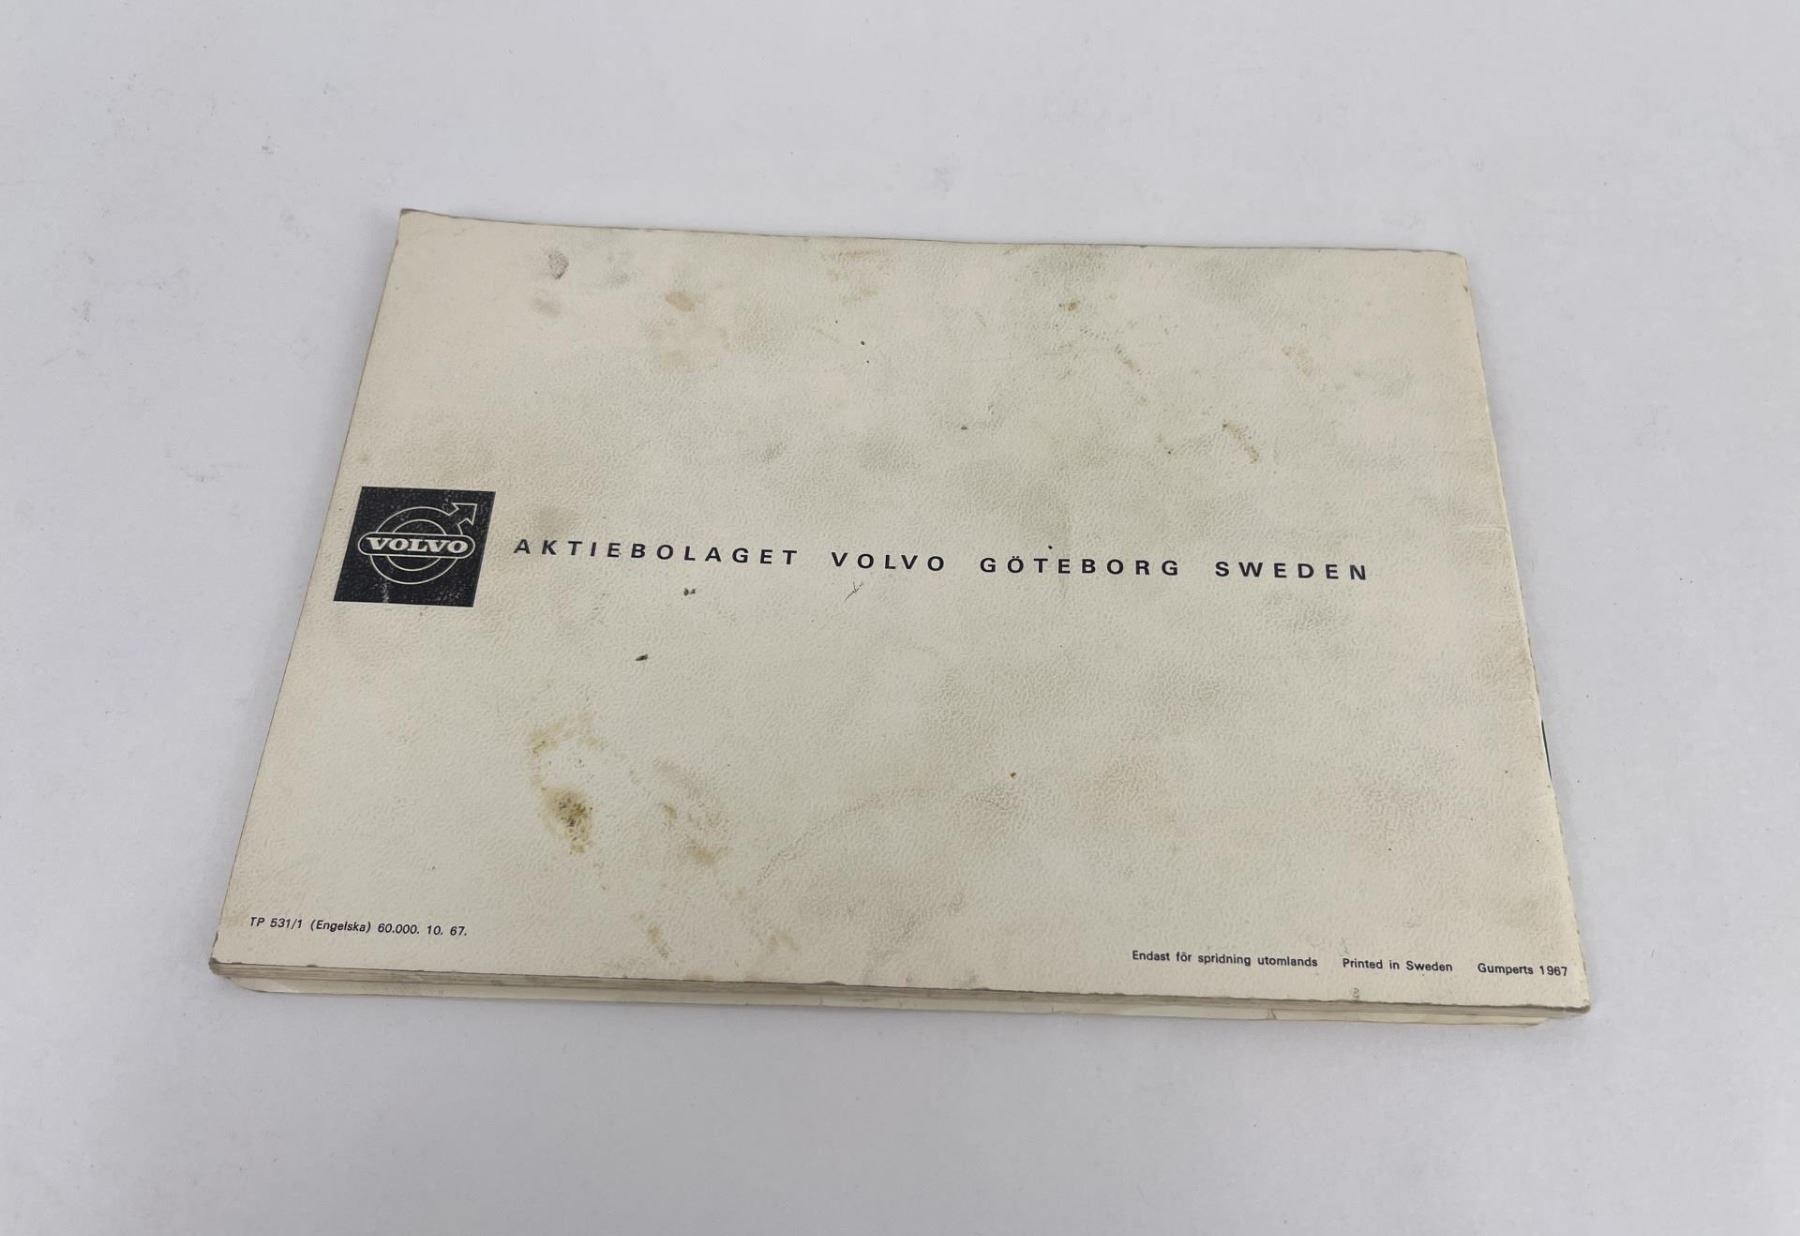 VOLVO
AKTIEBOLAGET VOLVO GÖTEBORG SWEDEN
TP 531/1 (Engelska) 60.000. 10. 67.
Endast för spridning utomlands Printed in Sweden Gumperts 1967